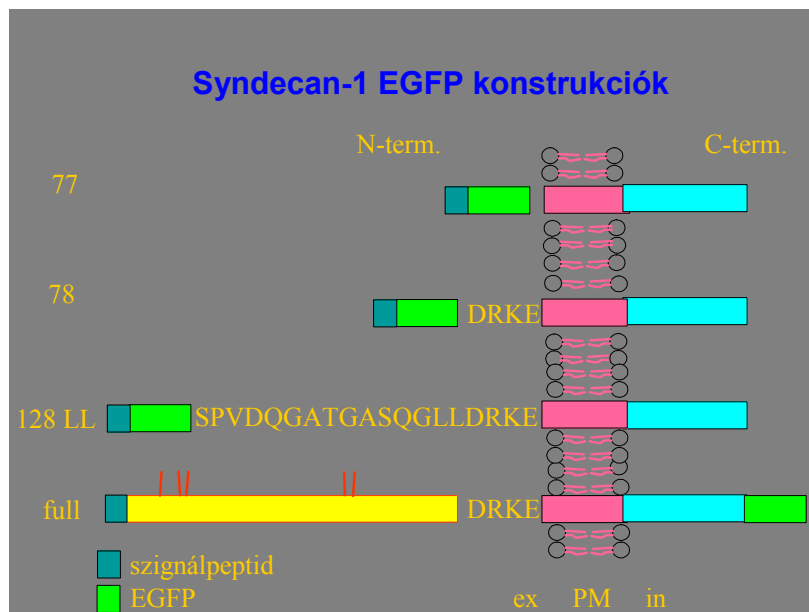 Syndecan-1 EGFP konstrukciók
N-term. C-term.
77
78
DRKE
128 LL SPVDQGATGASQGLLDRKE
full DRKE
szignálpeptid
EGFP ex PM in